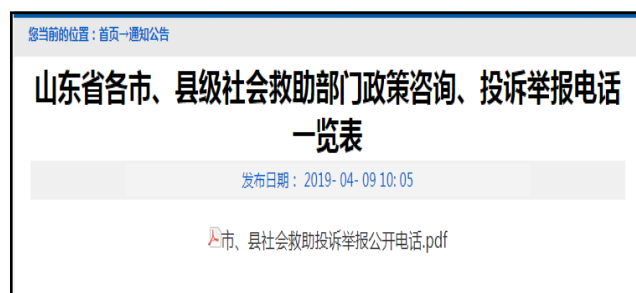 您当前的位置：首页→通知公告
山东省各市、县级社会救助部门政策咨询、投诉举报电话
一览表
发布日期： 2019- 04- 09 10: 05
市、县社会救助投诉举报公开电话.pdf